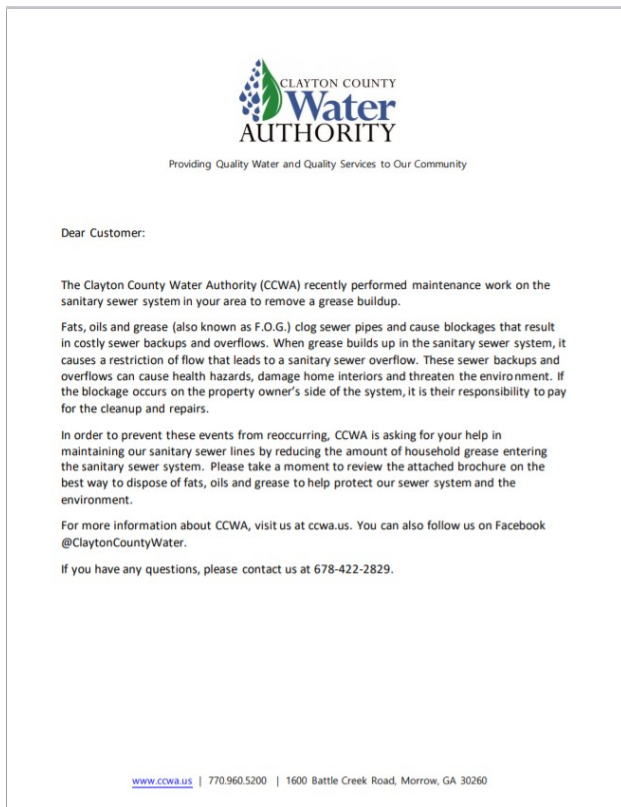 CLAYTON COUNTY
Water
AUTHORITY
Providing Quality Water and Quality Services to Our Community
Dear Customer:
The Clayton County Water Authority (CCWA) recently performed maintenance work on the
sanitary sewer system in your area to remove a grease buildup.
Fats, oils and grease (also known as F.O.G.) clog sewer pipes and cause blockages that result
in costly sewer backups and overflows. When grease builds up in the sanitary sewer system, it
causes a restriction of flow that leads to a sanitary sewer overflow. These sewer backups and
overflows can cause health hazards, damage home interiors and threaten the environment. If
the blockage occurs on the property owner's side of the system, it is their responsibility to pay
for the cleanup and repairs.
In order to prevent these events from reoccurring, CCWA is asking for your help in
maintaining our sanitary sewer lines by reducing the amount of household grease entering
the sanitary sewer system. Please take a moment to review the attached brochure on the
best way to dispose of fats, oils and grease to help protect our sewer system and the
environment.
For more information about CCWA, visit us at ccwa.us. You can also follow us on Facebook
@ClaytonCountyWater.
If you have any questions, please contact us at 678-422-2829.
www.ccwa.us | 770.960.5200 | 1600 Battle Creek Road, Morrow, GA 30260